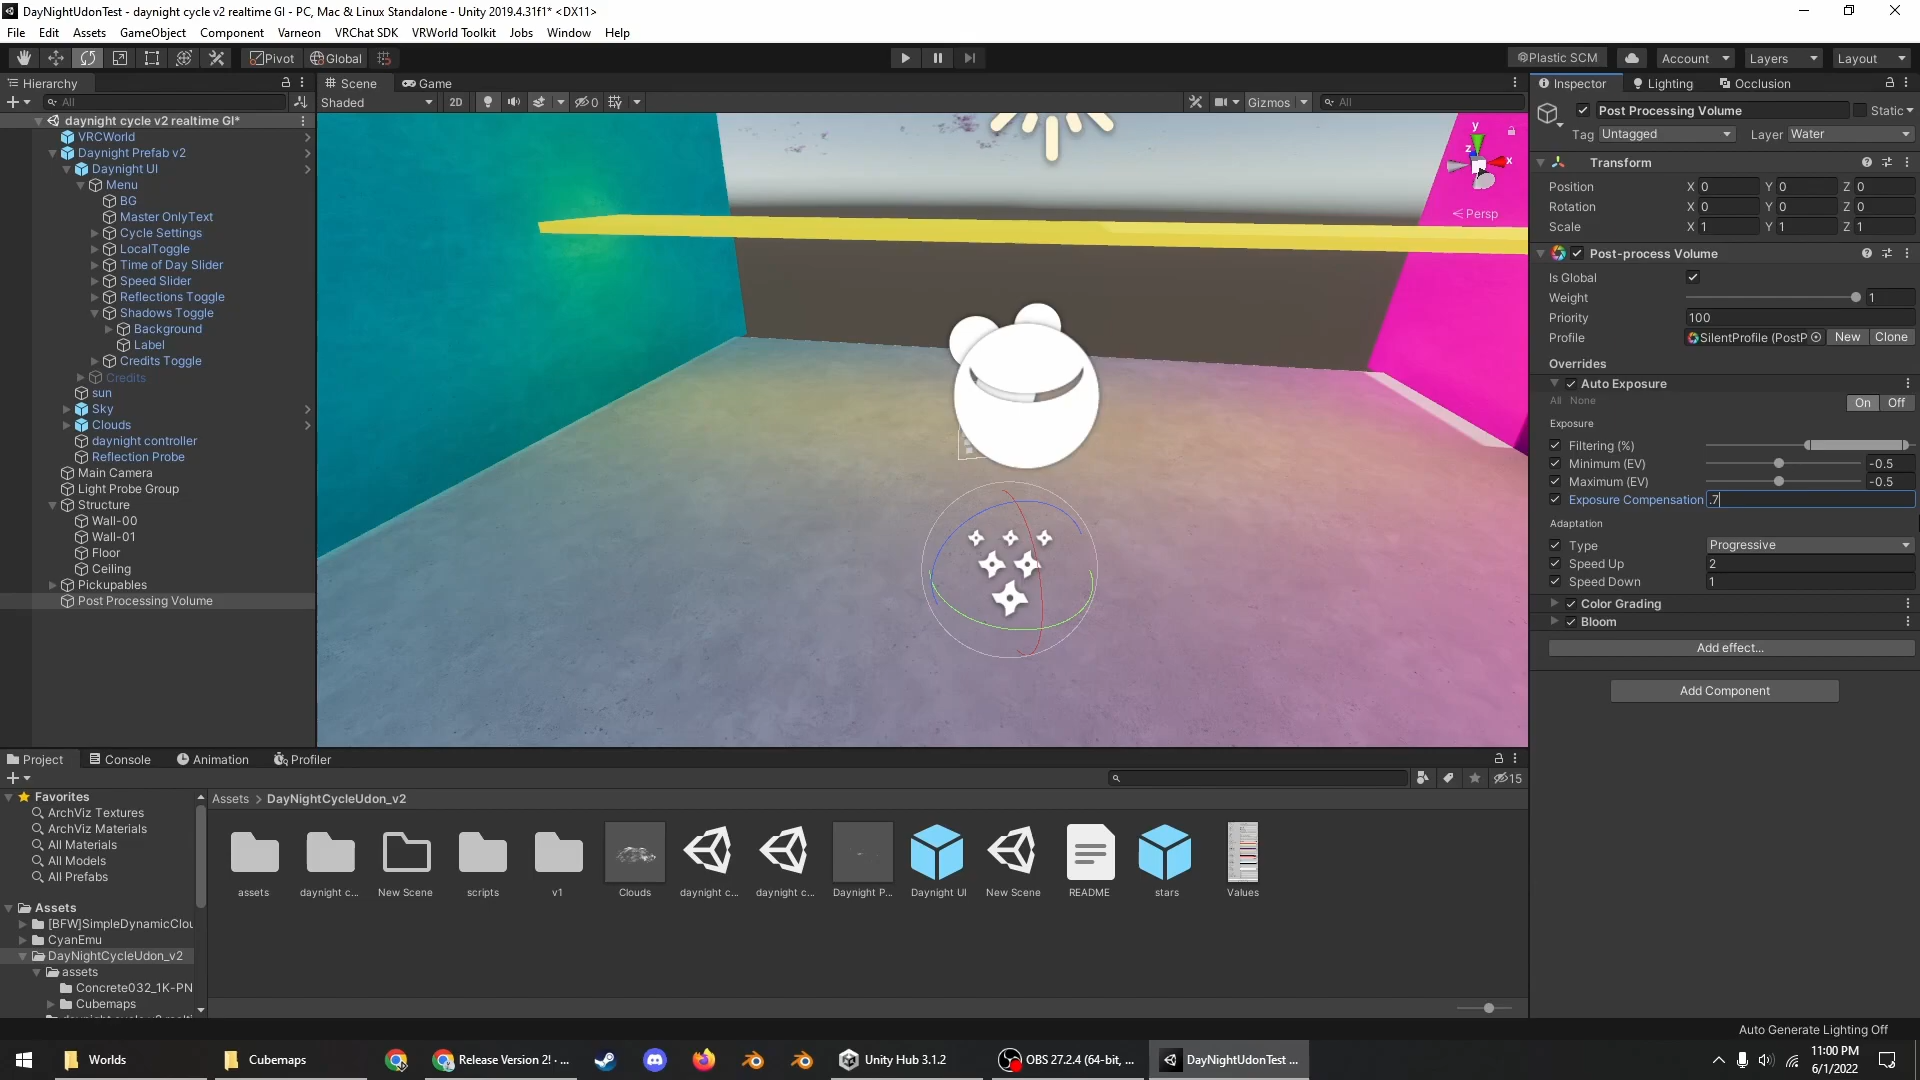 DayNightUdonTest - daynight cycle v2 realtime GI - PC, Mac & Linux Standalone - Unity 2019.4.31f1* <DX11>
File Edit Assets GameObject Component Varneon VRChat SDK VRWorld Toolkit Jobs Window Help
Pivot Global Plastic SCM Account Layers Layout
Hierarchy
All
daynight cycle v2 realtime GI*
VRCWorld
Daynight Prefab v2
Daynight UI
Menu
BG
Master OnlyText
Cycle Settings
LocalToggle
Time of Day Slider
Speed Slider
Reflections Toggle
Shadows Toggle
Background
Label
Credits Toggle
Credits
sun
Sky
Clouds
daynight controller
Reflection Probe
Main Camera
Light Probe Group
Structure
Wall-00
Wall-01
Floor
Ceiling
Pickupables
Post Processing Volume
Scene Game
Shaded 2D 0 Gizmos All
y
z
x
< Persp
Inspector Lighting Occlusion
Post Processing Volume Static
Tag Untagged Layer Water
Transform
Position X 0 Y 0 Z 0
Rotation X 0 Y 0 Z 0
Scale X 1 Y 1 Z 1
Post-process Volume
Is Global
Weight 1
Priority 100
Profile SilentProfile (PostP New Clone
Overrides
Auto Exposure
All None On Off
Exposure
Filtering (%)
Minimum (EV) -0.5
Maximum (EV) -0.5
Exposure Compensation .7
Adaptation
Type Progressive
Speed Up 2
Speed Down 1
Color Grading
Bloom
Add effect...
Add Component
Project Console Animation Profiler
15
Favorites
ArchViz Textures
ArchViz Materials
All Materials
All Models
All Prefabs
Assets
[BFW]SimpleDynamicClou
CyanEmu
DayNightCycleUdon_v2
assets
Concrete032_1K-PN
Cubemaps
Assets > DayNightCycleUdon_v2
assets daynight c... New Scene scripts v1 Clouds daynight c... daynight c... Daynight P... Daynight UI New Scene README stars Values
Auto Generate Lighting Off
Worlds Cubemaps Release Version 2! · ... Unity Hub 3.1.2 OBS 27.2.4 (64-bit, ... DayNightUdonTest ...
11:00 PM
6/1/2022